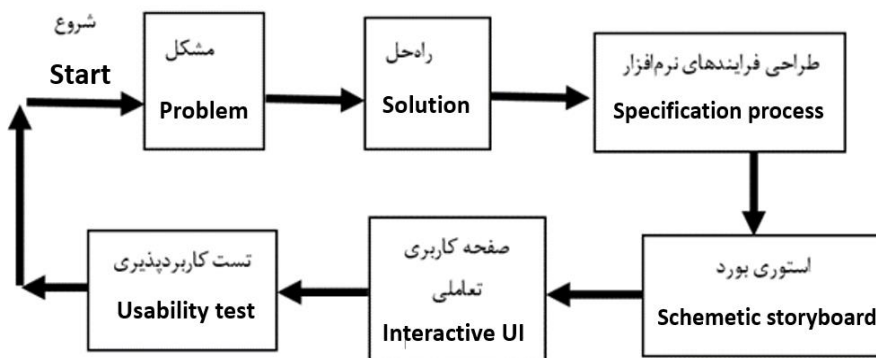 شروع
Start
مشکل
Problem
راه‌حل
Solution
طراحی فرایندهای نرم‌افزار
Specification process
استوری بورد
Schemetic storyboard
صفحه کاربری
تعاملی
Interactive UI
تست کاربردپذیری
Usability test